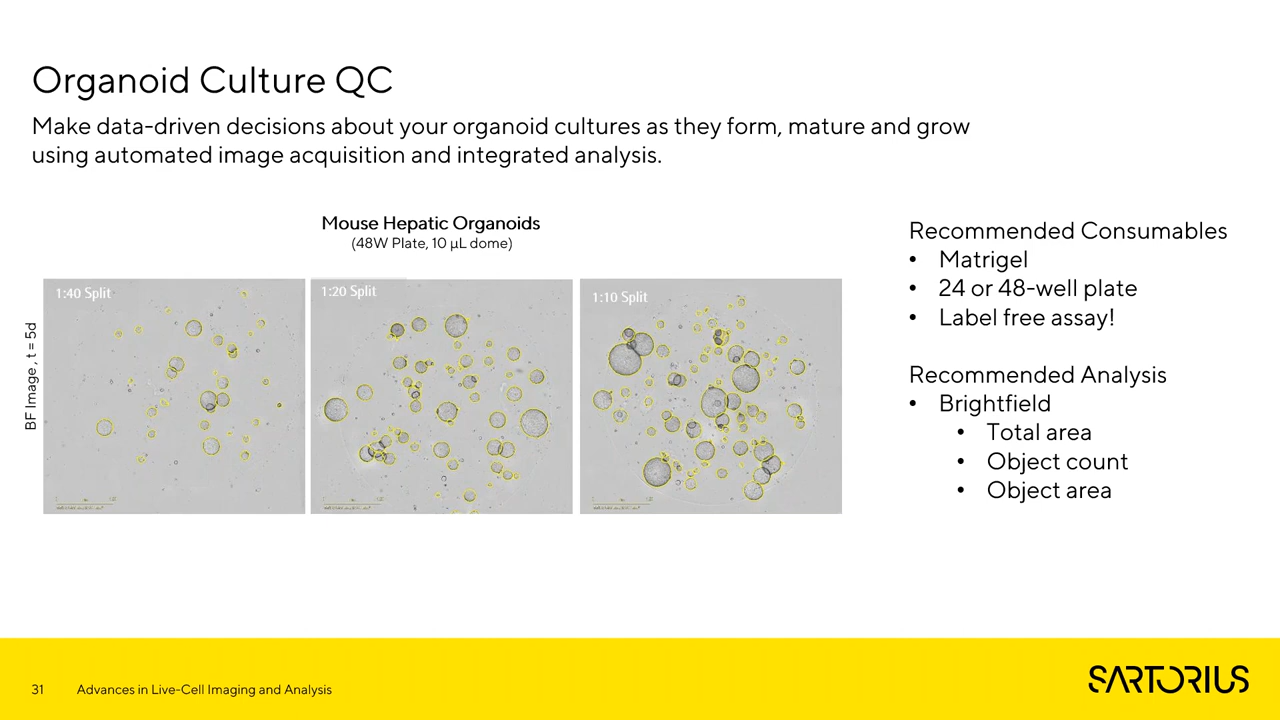 Organoid Culture QC
Make data-driven decisions about your organoid cultures as they form, mature and grow
using automated image acquisition and integrated analysis.
Mouse Hepatic Organoids
(48W Plate, 10 µL dome)
BF Image , t = 5d
1:40 Split
1:20 Split
1:10 Split
Recommended Consumables
• Matrigel
• 24 or 48-well plate
• Label free assay!
Recommended Analysis
• Brightfield
• Total area
• Object count
• Object area
31 Advances in Live-Cell Imaging and Analysis
SARTORIUS